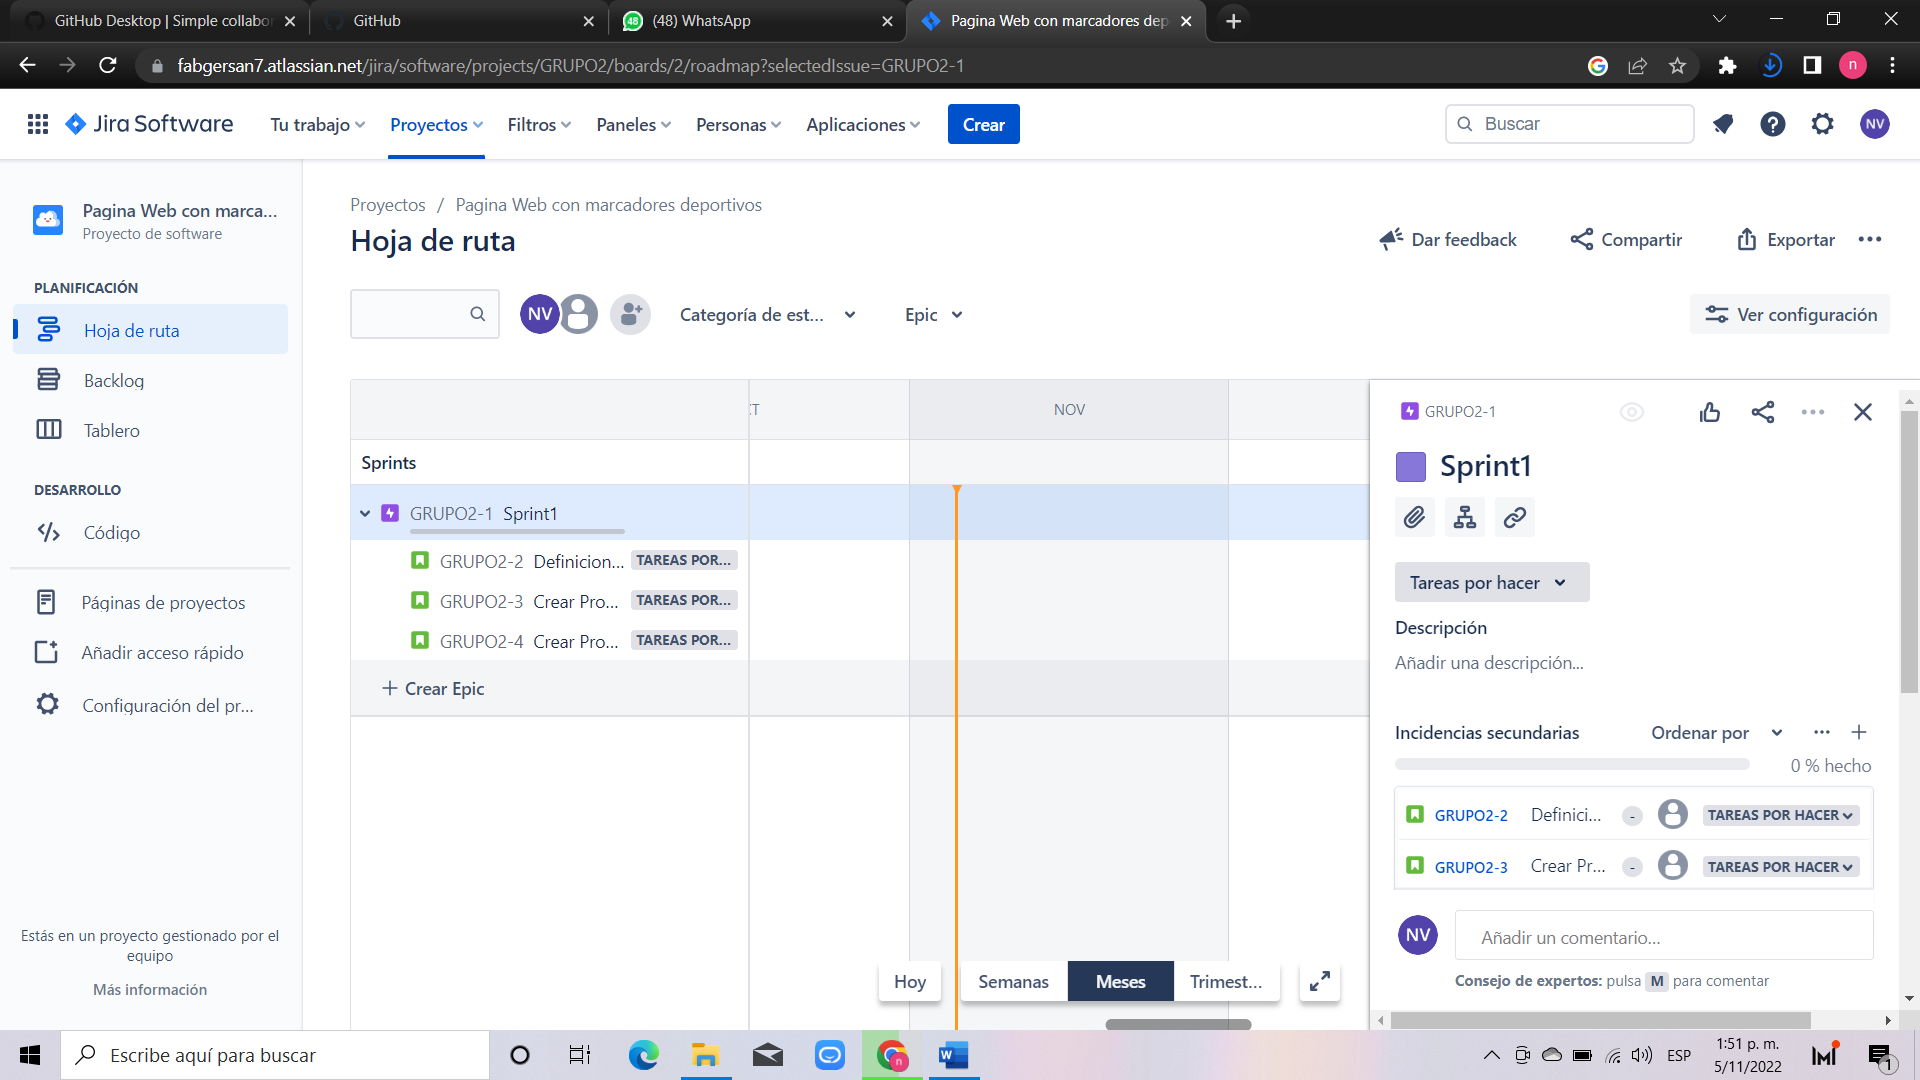 GitHub Desktop | Simple collabo
GitHub
(48) WhatsApp
Pagina Web con marcadores dep
fabgersan7.atlassian.net/jira/software/projects/GRUPO2/boards/2/roadmap?selectedIssue=GRUPO2-1
n
Jira Software
Tu trabajo
Proyectos
Filtros
Paneles
Personas
Aplicaciones
Crear
Buscar
NV
Pagina Web con marca...
Proyecto de software
PLANIFICACIÓN
Hoja de ruta
Backlog
Tablero
DESARROLLO
Código
Páginas de proyectos
Añadir acceso rápido
Configuración del pr...
Estás en un proyecto gestionado por el
equipo
Más información
Proyectos / Pagina Web con marcadores deportivos
Hoja de ruta
Dar feedback
Compartir
Exportar
NV
Categoría de est...
Epic
Ver configuración
NOV
Sprints
GRUPO2-1 Sprint1
GRUPO2-2 Definicion... TAREAS POR...
GRUPO2-3 Crear Pro... TAREAS POR...
GRUPO2-4 Crear Pro... TAREAS POR...
+ Crear Epic
Hoy
Semanas
Meses
Trimest...
GRUPO2-1
Sprint1
Tareas por hacer
Descripción
Añadir una descripción...
Incidencias secundarias
Ordenar por
0 % hecho
GRUPO2-2 Definici... - TAREAS POR HACER
GRUPO2-3 Crear Pr... - TAREAS POR HACER
NV
Añadir un comentario...
Consejo de expertos: pulsa M para comentar
Escribe aquí para buscar
ESP
1:51 p. m.
5/11/2022
1